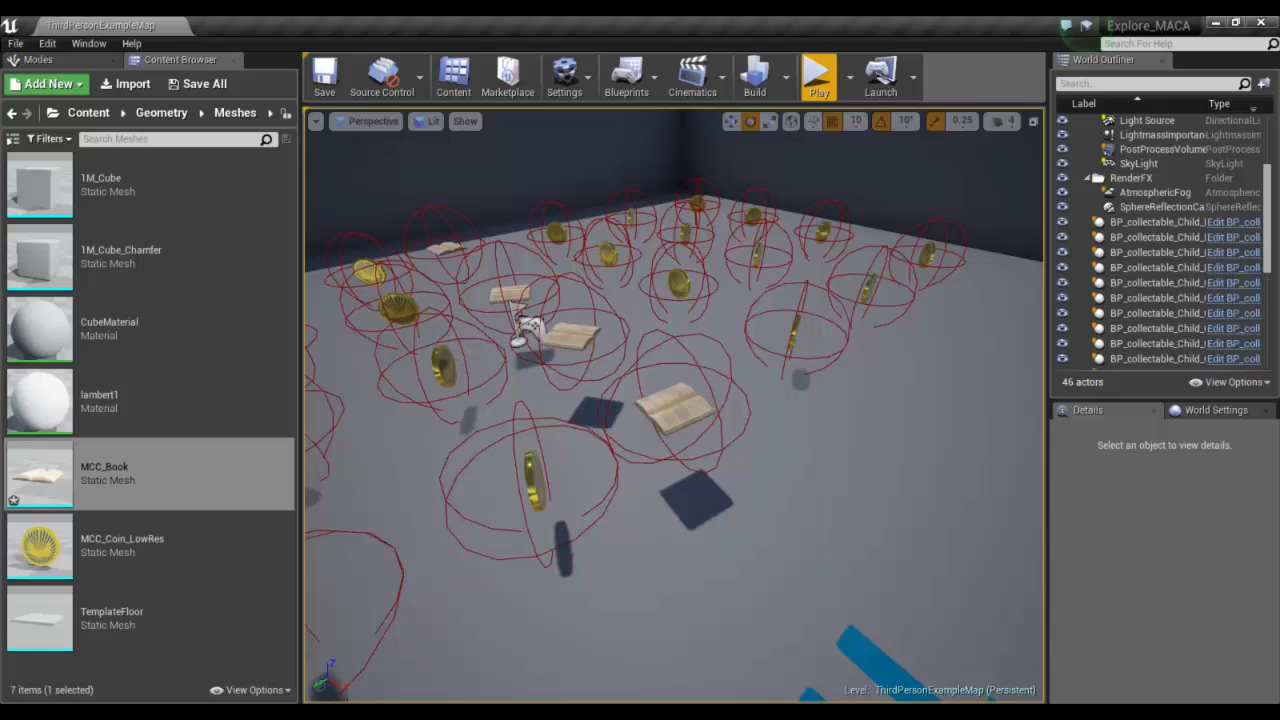 ThirdPersonExampleMap
Explore_MACA
File Edit Window Help
Search For Help
Modes
Content Browser
World Outliner
Add New
Import
Save All
Save
Source Control
Content
Marketplace
Settings
Blueprints
Cinematics
Build
Play
Launch
Search...
Label Type
Content Geometry Meshes
Filters
Search Meshes
Perspective
Lit
Show
10
10°
0.25
4
Light Source DirectionalLi
LightmassImportan LightmassIm
PostProcessVolume PostProcess
SkyLight SkyLight
RenderFX Folder
AtmosphericFog Atmospheric
SphereReflectionCa SphereReflec
BP_collectable_Child_ Edit BP_coll
BP_collectable_Child_ Edit BP_coll
BP_collectable_Child_ Edit BP_coll
BP_collectable_Child_ Edit BP_coll
BP_collectable_Child_ Edit BP_coll
BP_collectable_Child_ Edit BP_coll
BP_collectable_Child_ Edit BP_coll
BP_collectable_Child_ Edit BP_coll
BP_collectable_Child_ Edit BP_coll
BP_collectable_Child_ Edit BP_coll
46 actors
View Options
Details
World Settings
Select an object to view details.
1M_Cube
Static Mesh
1M_Cube_Chamfer
Static Mesh
CubeMaterial
Material
lambert1
Material
MCC_Book
Static Mesh
MCC_Coin_LowRes
Static Mesh
TemplateFloor
Static Mesh
7 items (1 selected)
View Options
Z
Level: ThirdPersonExampleMap (Persistent)